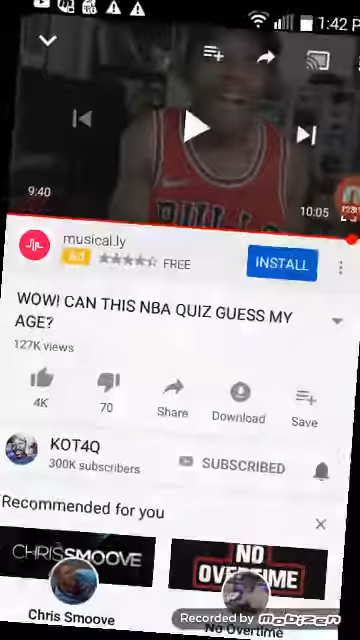 1:42 P
9:40
10:05
BULLS
musical.ly
Ad FREE
INSTALL
WOW! CAN THIS NBA QUIZ GUESS MY
AGE?
127K views
4K
70
Share
Download
Save
KOT4Q
300K subscribers
SUBSCRIBED
Recommended for you
CHRISSMOOVE
NO
OVERTIME
Chris Smoove
No Overtime
Recorded by mobizen